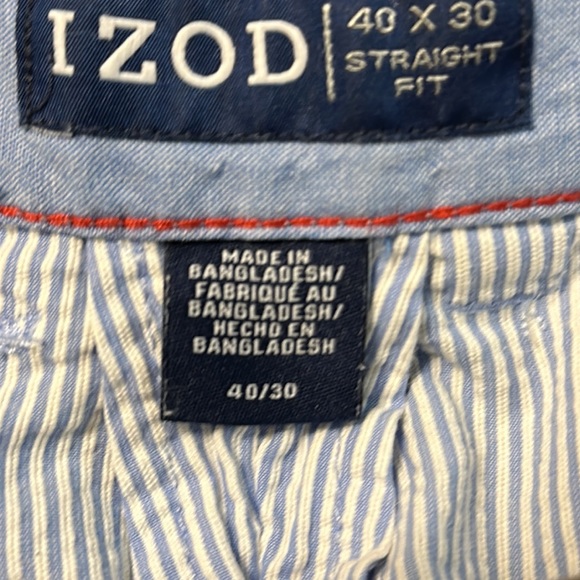 IZOD
40 X 30
STRAIGHT
FIT
MADE IN
BANGLADESH/
FABRIQUÉ AU
BANGLADESH/
HECHO EN
BANGLADESH
40/30